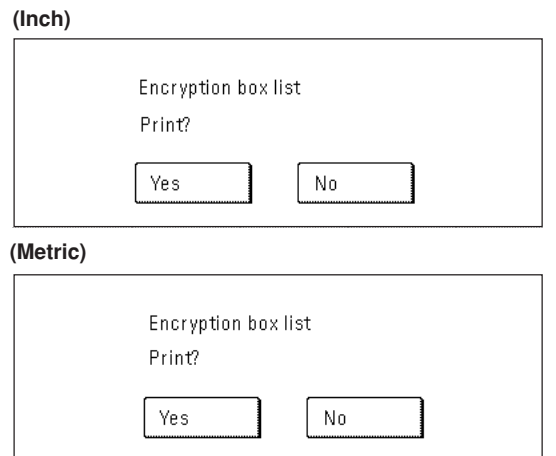 (Inch)
Encryption box list
Print?
Yes No
(Metric)
Encryption box list
Print?
Yes No